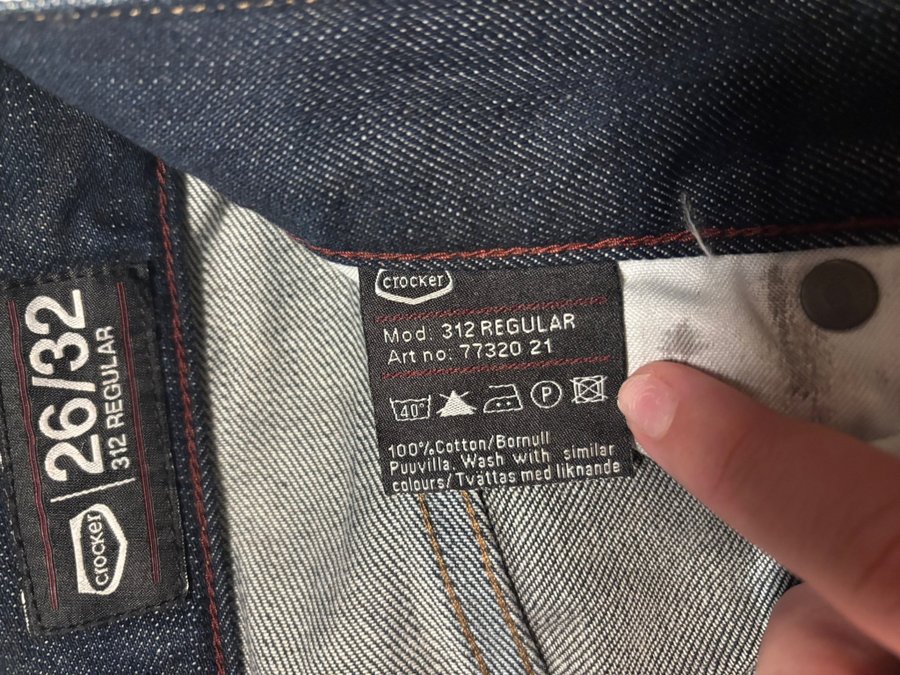 26/32
312 REGULAR
crocker
crocker
Mod. 312 REGULAR
Art no: 77320 21
40°
P
100% Cotton/Bornull
Puuvilla. Wash with similar
colours/Tvättas med liknande